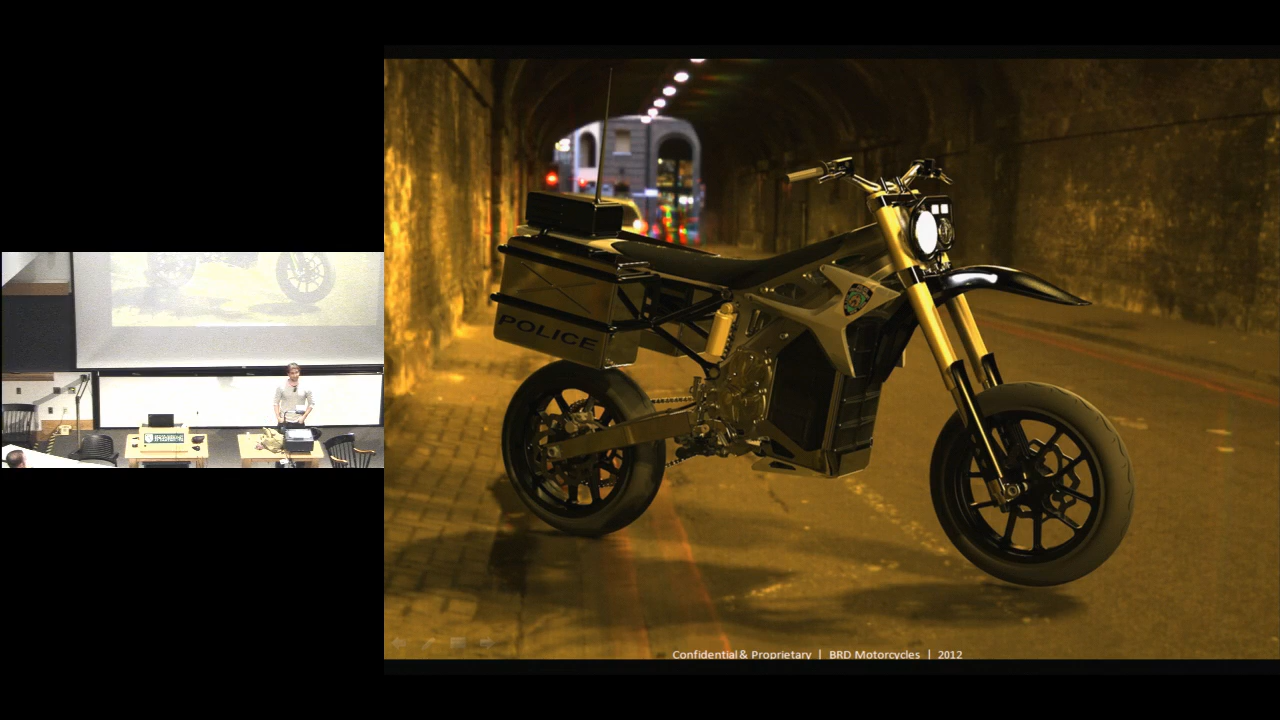 POLICE
Confidential & Proprietary | BRD Motorcycles | 2012